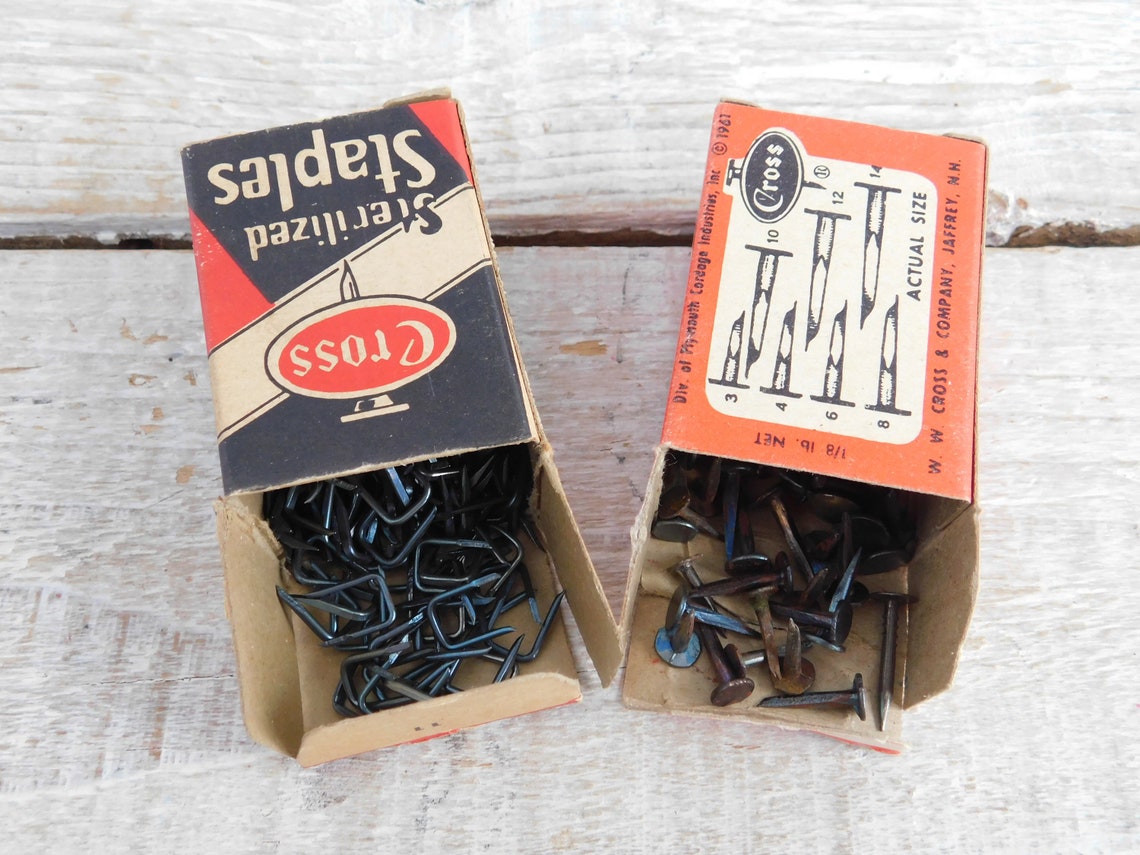 Sterilized
Staples
Cross
Div. of Plymouth Cordage Industries, Inc © 1961
Cross
10
12
14
3
4
6
8
ACTUAL SIZE
1/8 lb. NET
W. W CROSS & COMPANY, JAFFREY, N.H.